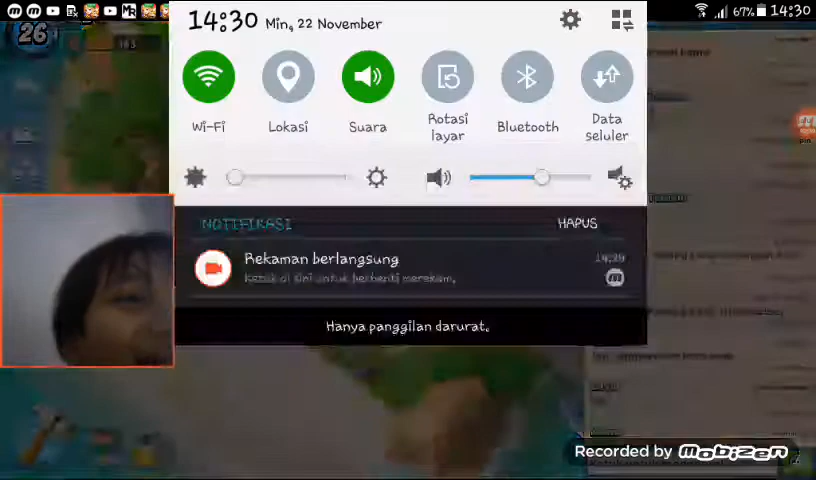 67% 14:30
26
14:30 Min, 22 November
Wi-Fi
Lokasi
Suara
Rotasi
layar
Bluetooth
Data
seluler
NOTIFIKASI
HAPUS
Rekaman berlangsung
14:29
Ketuk di sini untuk berhenti merekam.
Hanya panggilan darurat.
Recorded by Mobizen